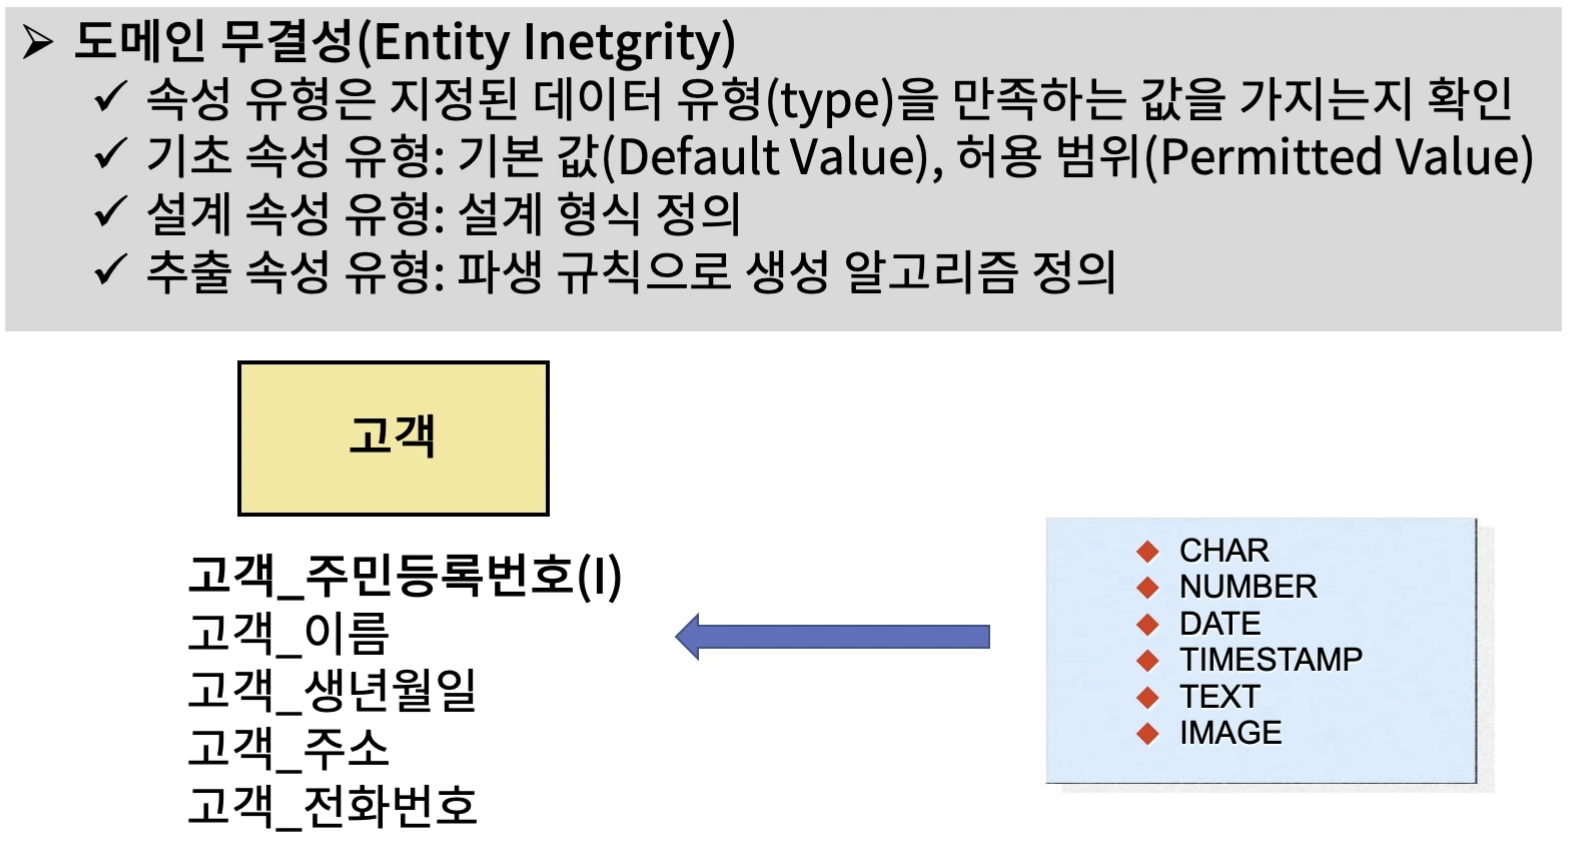 ➢ 도메인 무결성(Entity Inetgrity)
✓ 속성 유형은 지정된 데이터 유형(type)을 만족하는 값을 가지는지 확인
✓ 기초 속성 유형: 기본 값(Default Value), 허용 범위(Permitted Value)
✓ 설계 속성 유형: 설계 형식 정의
✓ 추출 속성 유형: 파생 규칙으로 생성 알고리즘 정의
고객
고객_주민등록번호(I)
고객_이름
고객_생년월일
고객_주소
고객_전화번호
◆ CHAR
◆ NUMBER
◆ DATE
◆ TIMESTAMP
◆ TEXT
◆ IMAGE